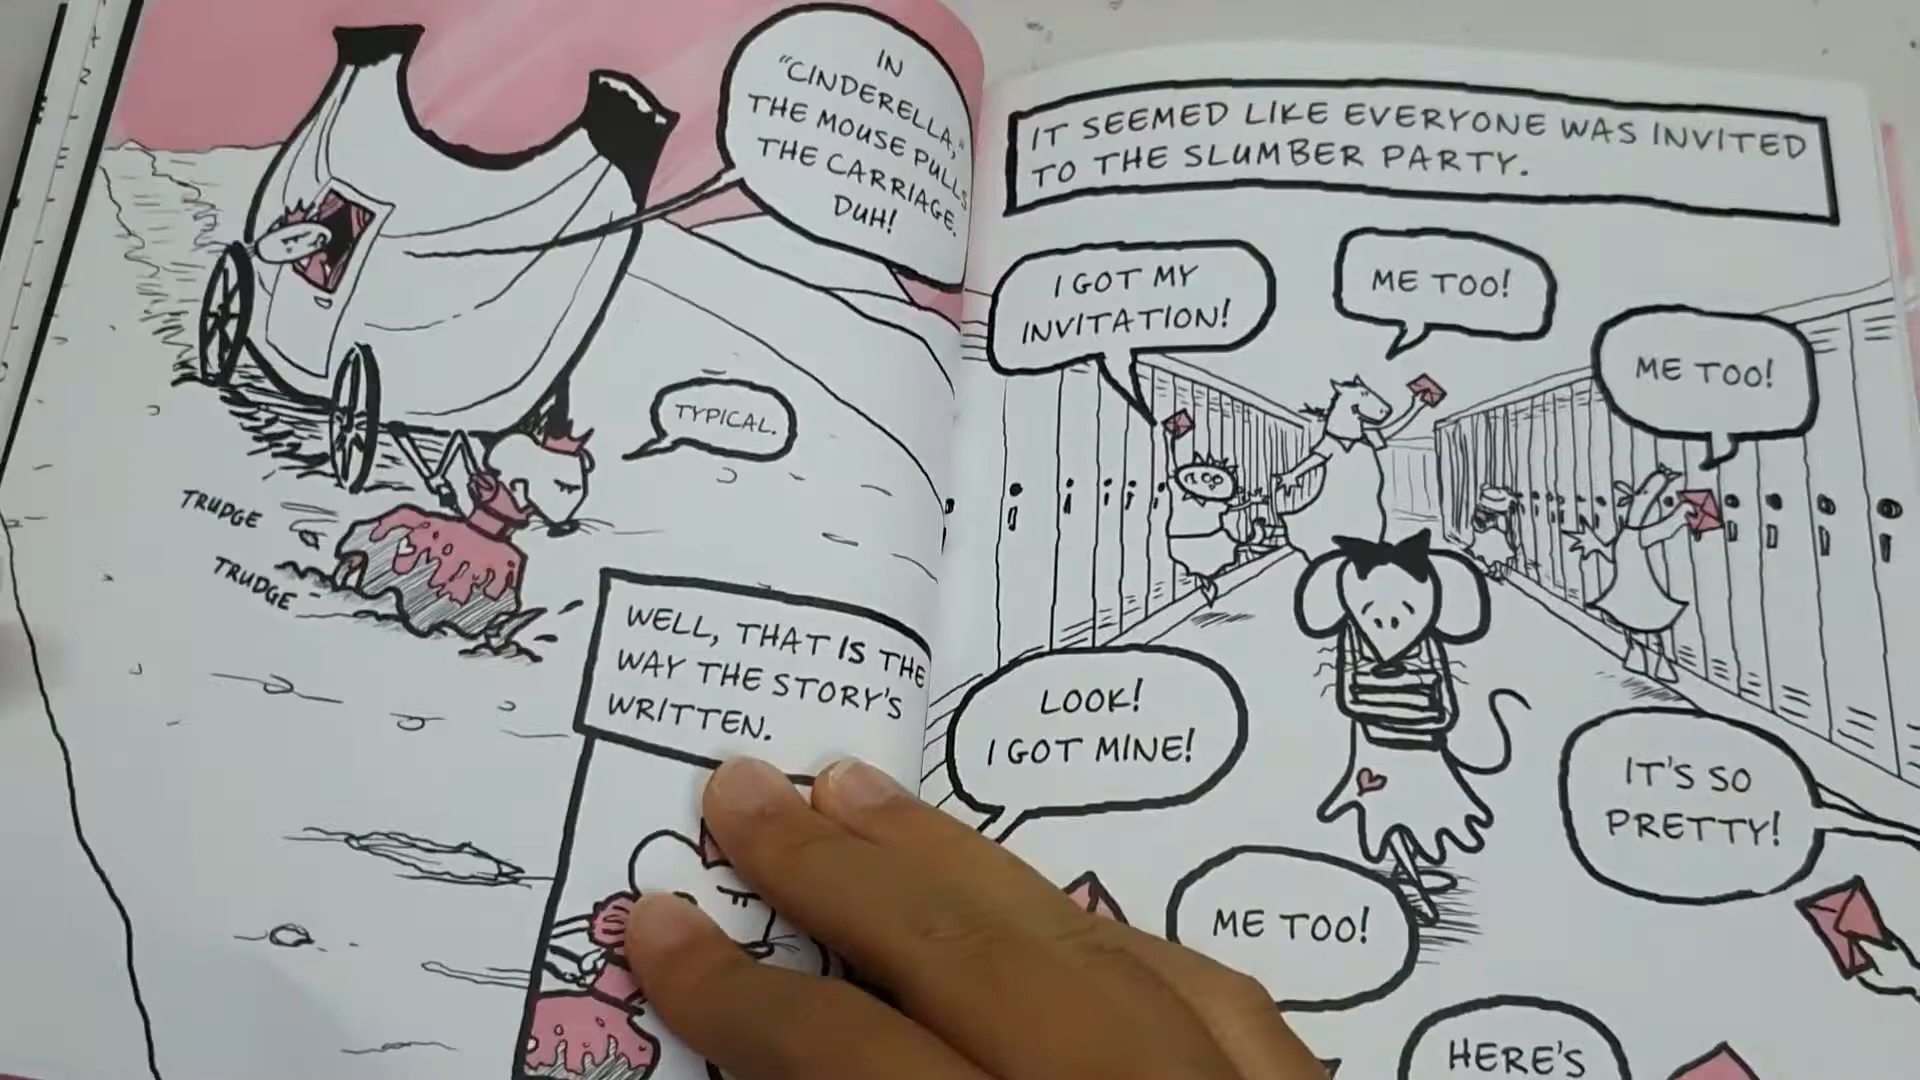 IN
"CINDERELLA,"
THE MOUSE PULLS
THE CARRIAGE.
DUH!
TYPICAL.
TRUDGE
TRUDGE
WELL, THAT IS THE
WAY THE STORY'S
WRITTEN.
IT SEEMED LIKE EVERYONE WAS INVITED
TO THE SLUMBER PARTY.
I GOT MY
INVITATION!
ME TOO!
ME TOO!
LOOK!
I GOT MINE!
IT'S SO
PRETTY!
ME TOO!
HERE'S